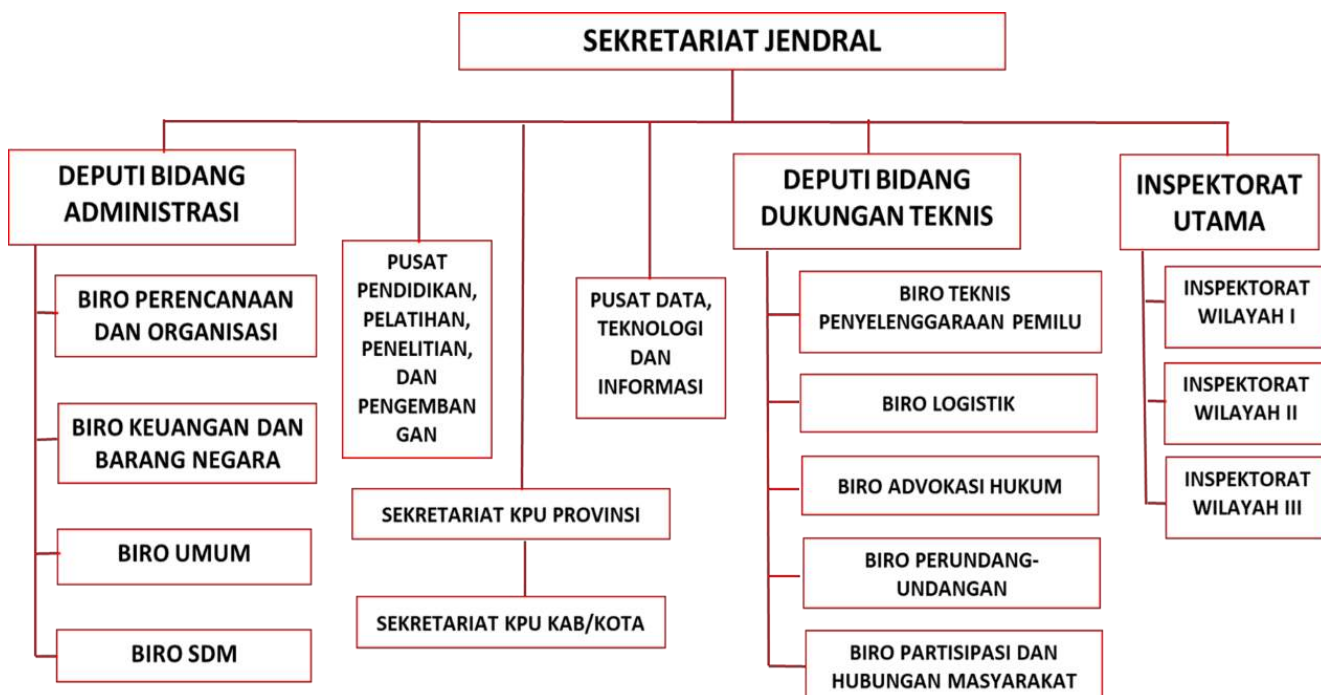 SEKRETARIAT JENDRAL
DEPUTI BIDANG
ADMINISTRASI
BIRO PERENCANAAN
DAN ORGANISASI
BIRO KEUANGAN DAN
BARANG NEGARA
BIRO UMUM
BIRO SDM
PUSAT
PENDIDIKAN,
PELATIHAN,
PENELITIAN,
DAN
PENGEMBAN
GAN
SEKRETARIAT KPU PROVINSI
SEKRETARIAT KPU KAB/KOTA
PUSAT DATA,
TEKNOLOGI
DAN
INFORMASI
DEPUTI BIDANG
DUKUNGAN TEKNIS
BIRO TEKNIS
PENYELENGGARAAN PEMILU
BIRO LOGISTIK
BIRO ADVOKASI HUKUM
BIRO PERUNDANG-
UNDANGAN
BIRO PARTISIPASI DAN
HUBUNGAN MASYARAKAT
INSPEKTORAT
UTAMA
INSPEKTORAT
WILAYAH I
INSPEKTORAT
WILAYAH II
INSPEKTORAT
WILAYAH III